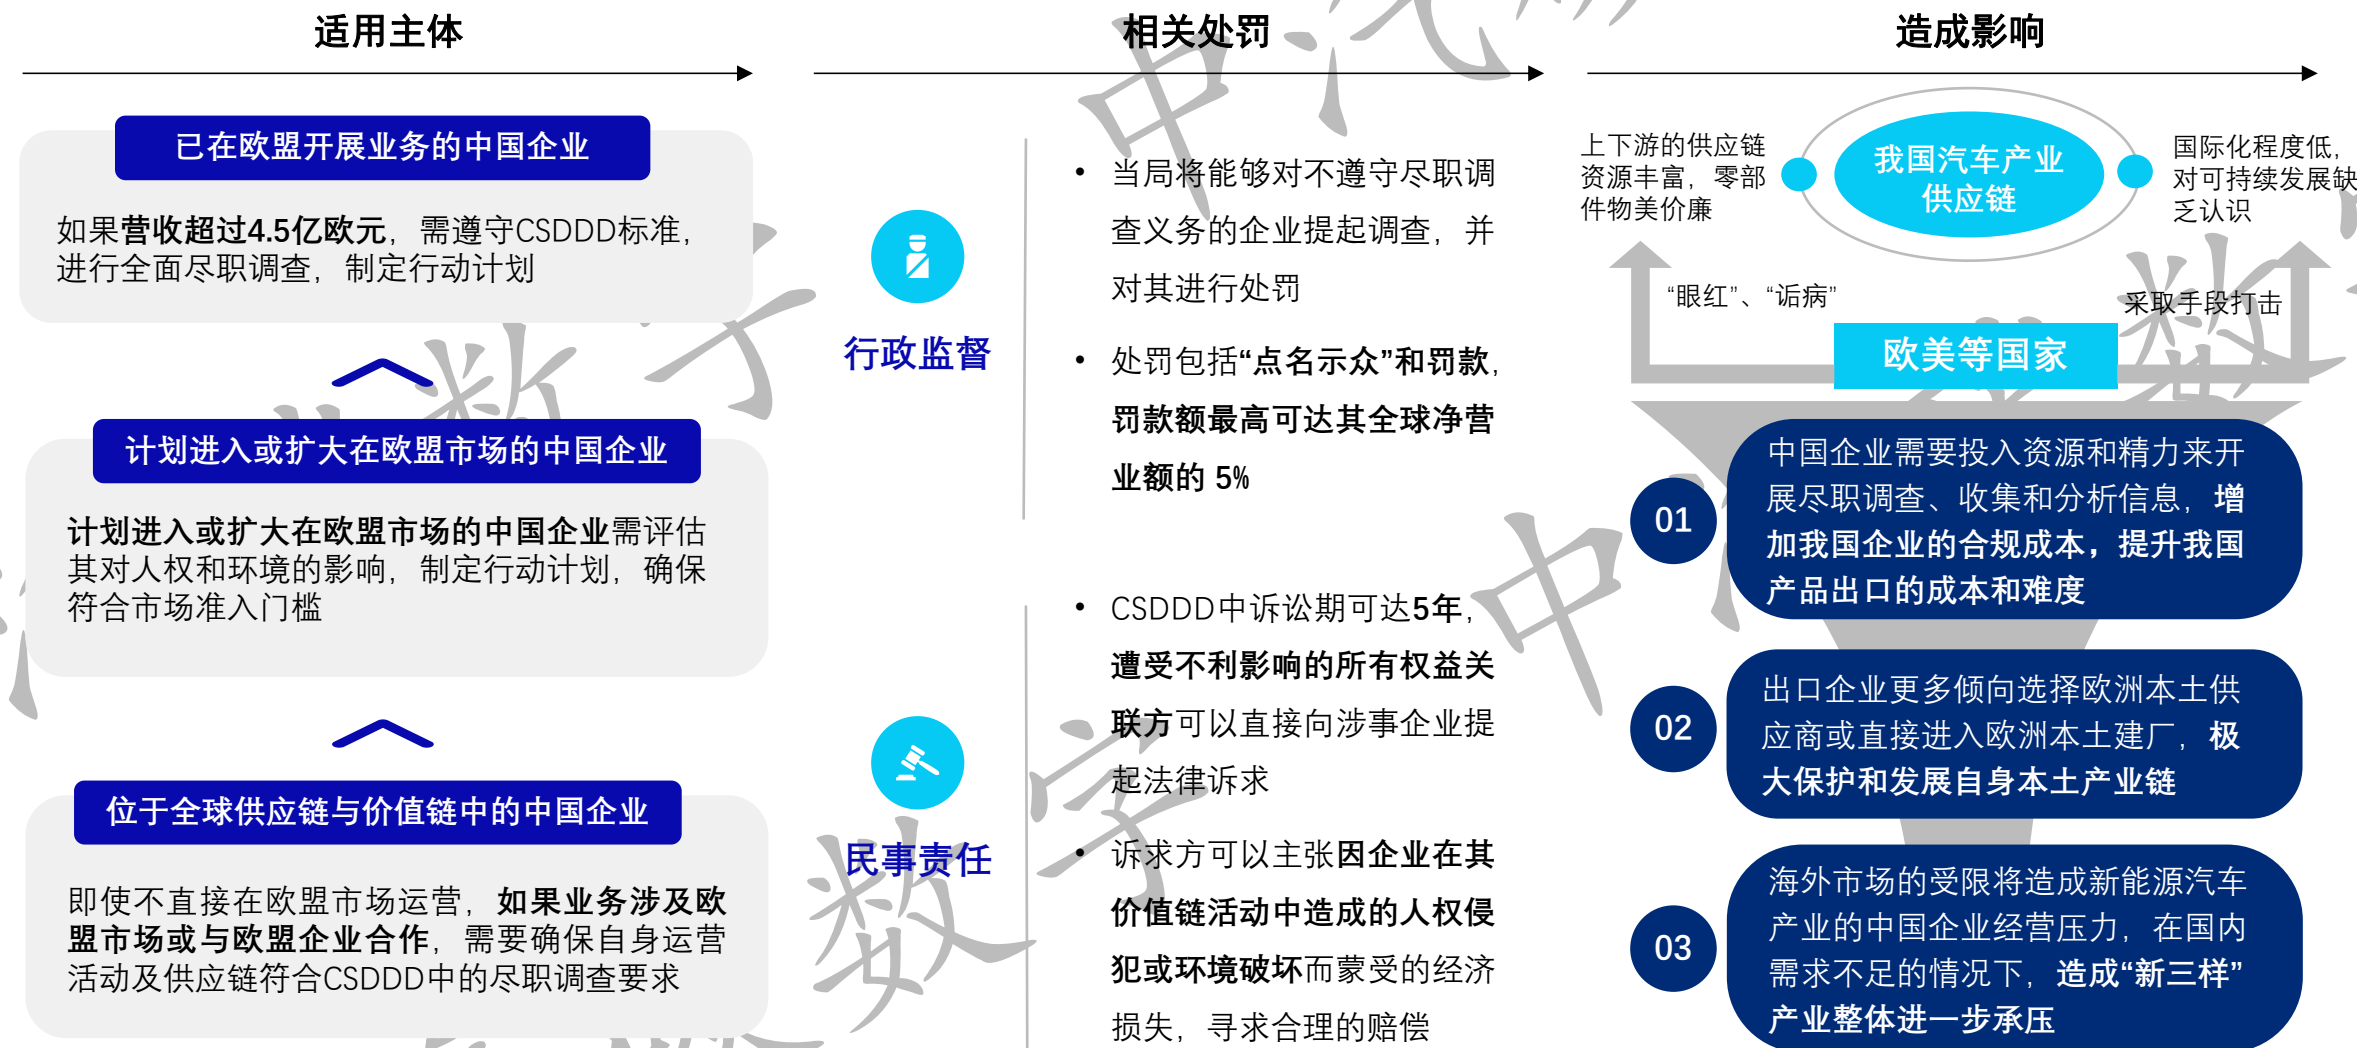 适用主体
已在欧盟开展业务的中国企业
如果营收超过4.5亿欧元，需遵守CSDDD标准，
进行全面尽职调查，制定行动计划
计划进入或扩大在欧盟市场的中国企业
计划进入或扩大在欧盟市场的中国企业需评估
其对人权和环境的影响，制定行动计划，确保
符合市场准入门槛
位于全球供应链与价值链中的中国企业
即使不直接在欧盟市场运营，如果业务涉及欧
盟市场或与欧盟企业合作，需要确保自身运营
活动及供应链符合CSDDD中的尽职调查要求
相关处罚
行政监督
• 当局将能够对不遵守尽职调
查义务的企业提起调查，并
对其进行处罚
• 处罚包括“点名示众”和罚款，
罚款额最高可达其全球净营
业额的 5%
民事责任
• CSDDD中诉讼期可达5年，
遭受不利影响的所有权益关
联方可以直接向涉事企业提
起法律诉求
• 诉求方可以主张因企业在其
价值链活动中造成的人权侵
犯或环境破坏而蒙受的经济
损失，寻求合理的赔偿
造成影响
上下游的供应链
资源丰富，零部
件物美价廉
我国汽车产业
供应链
国际化程度低，
对可持续发展缺
乏认识
“眼红”、“诟病”
采取手段打击
欧美等国家
01
中国企业需要投入资源和精力来开
展尽职调查、收集和分析信息，增
加我国企业的合规成本，提升我国
产品出口的成本和难度
02
出口企业更多倾向选择欧洲本土供
应商或直接进入欧洲本土建厂，极
大保护和发展自身本土产业链
03
海外市场的受限将造成新能源汽车
产业的中国企业经营压力，在国内
需求不足的情况下，造成“新三样”
产业整体进一步承压